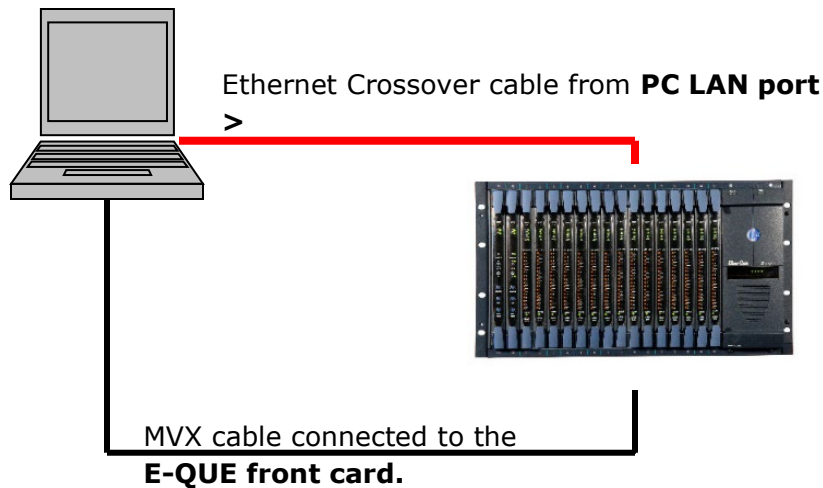 Ethernet Crossover cable from PC LAN port
>
MVX cable connected to the
E-QUE front card.